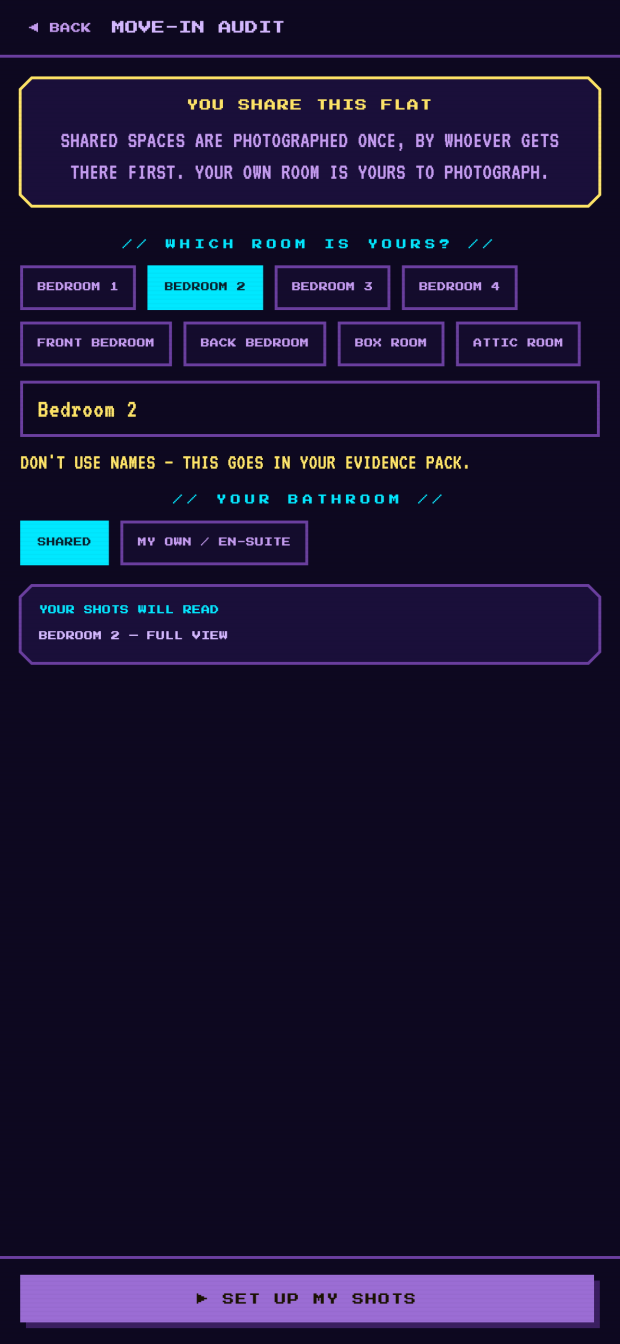 ◄ BACK MOVE-IN AUDIT
YOU SHARE THIS FLAT
SHARED SPACES ARE PHOTOGRAPHED ONCE, BY WHOEVER GETS
THERE FIRST. YOUR OWN ROOM IS YOURS TO PHOTOGRAPH.
// WHICH ROOM IS YOURS? //
BEDROOM 1 BEDROOM 2 BEDROOM 3 BEDROOM 4
FRONT BEDROOM BACK BEDROOM BOX ROOM ATTIC ROOM
Bedroom 2
DON'T USE NAMES – THIS GOES IN YOUR EVIDENCE PACK.
// YOUR BATHROOM //
SHARED MY OWN / EN-SUITE
YOUR SHOTS WILL READ
BEDROOM 2 — FULL VIEW
► SET UP MY SHOTS